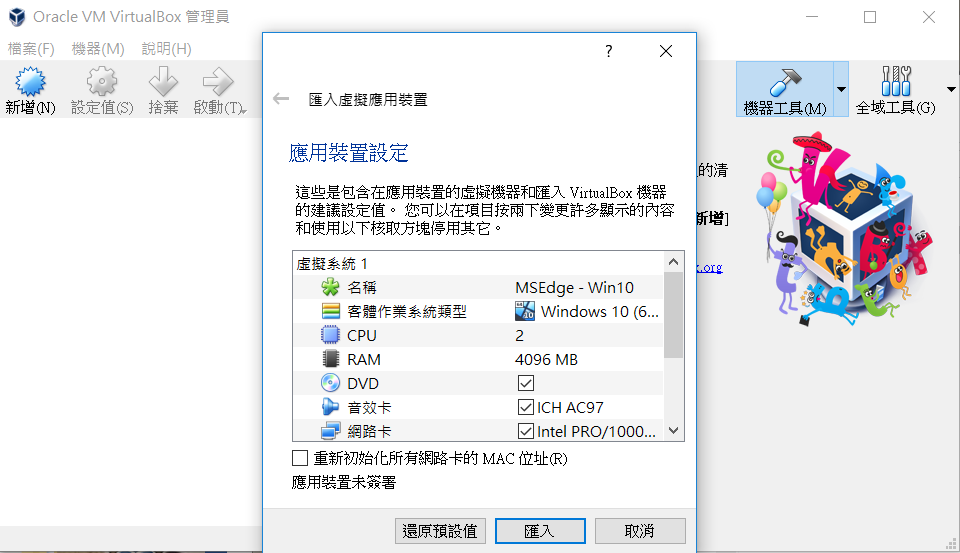 Oracle VM VirtualBox 管理員
檔案(F) 機器(M) 說明(H)
新增(N) 設定值(S) 捨棄 啟動(T)
機器工具(M) 全域工具(G)
?
匯入虛擬應用裝置
應用裝置設定
的清
這些是包含在應用裝置的虛擬機器和匯入 VirtualBox 機器
的建議設定值。 您可以在項目按兩下變更許多顯示的內容
和使用以下核取方塊停用其它。
新增]
.org
虛擬系統 1
名稱 MSEdge - Win10
客體作業系統類型 Windows 10 (6...
CPU 2
RAM 4096 MB
DVD
音效卡 ICH AC97
網路卡 Intel PRO/1000...
重新初始化所有網路卡的 MAC 位址(R)
應用裝置未簽署
還原預設值 匯入 取消